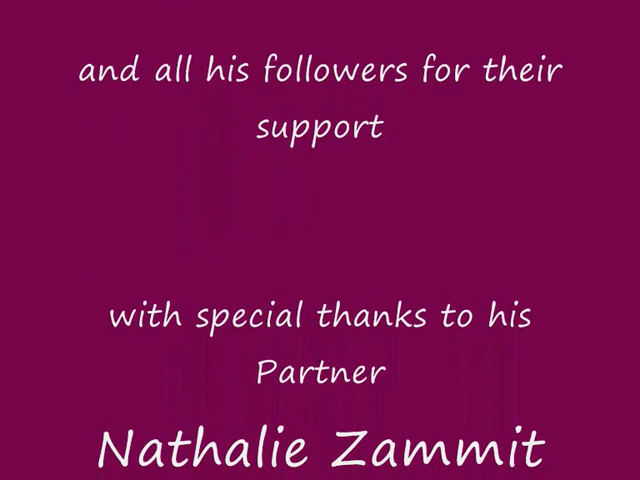 and all his followers for their
support
with special thanks to his
Partner
Nathalie Zammit